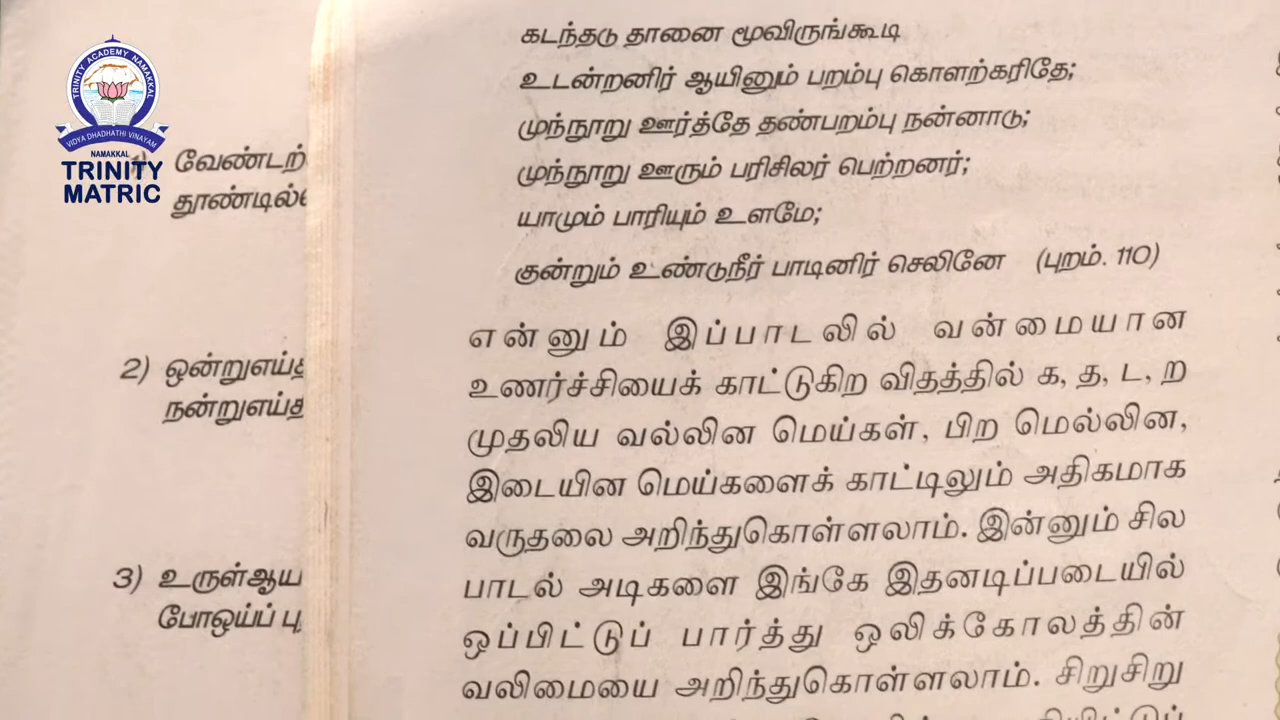 TRINITY ACADEMY NAMAKKAL
VIDYA DHADHATHI VINAYAM
NAMAKKAL
TRINITY
MATRIC
வேண்டற்
தூண்டில்
2) ஒன்றுஎய்த
நன்றுஎய்த
3) உருள்ஆய
போஒய்ப் பு
கடந்தடு தானை மூவிருங்கூடி
உடன்றனிர் ஆயினும் பறம்பு கொளற்கரிதே;
முந்நூறு ஊர்த்தே தண்பறம்பு நன்னாடு;
முந்நூறு ஊரும் பரிசிலர் பெற்றனர்;
யாமும் பாரியும் உளமே;
குன்றும் உண்டுநீர் பாடினிர் செலினே (புறம். 110)
என்னும் இப்பாடலில் வன்மையான
உணர்ச்சியைக் காட்டுகிற விதத்தில் க, த, ட, ற
முதலிய வல்லின மெய்கள், பிற மெல்லின,
இடையின மெய்களைக் காட்டிலும் அதிகமாக
வருதலை அறிந்துகொள்ளலாம். இன்னும் சில
பாடல் அடிகளை இங்கே இதனடிப்படையில்
ஒப்பிட்டுப் பார்த்து ஒலிக்கோலத்தின்
வலிமையை அறிந்துகொள்ளலாம். சிறுசிறு